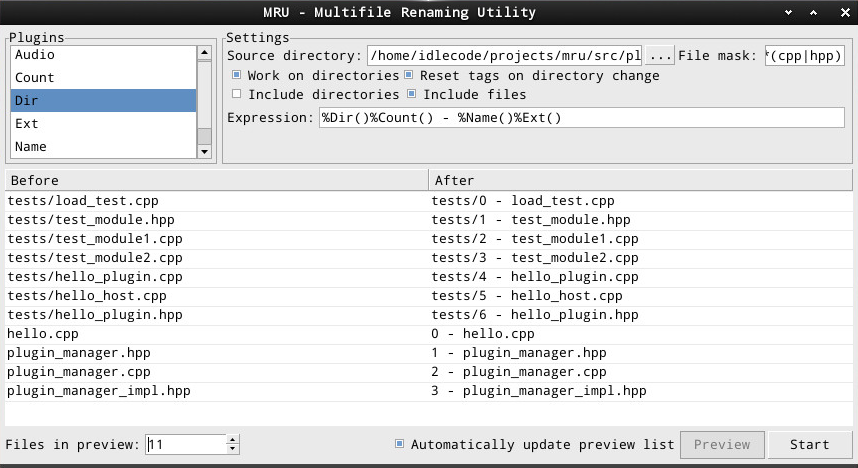 MRU - Multifile Renaming Utility
Plugins
Audio
Count
Dir
Ext
Name
Settings
Source directory: /home/idlecode/projects/mru/src/pl ... File mask: *(cpp|hpp)
Work on directories Reset tags on directory change
Include directories Include files
Expression: %Dir()%Count() - %Name()%Ext()
Before After
tests/load_test.cpp tests/0 - load_test.cpp
tests/test_module.hpp tests/1 - test_module.hpp
tests/test_module1.cpp tests/2 - test_module1.cpp
tests/test_module2.cpp tests/3 - test_module2.cpp
tests/hello_plugin.cpp tests/4 - hello_plugin.cpp
tests/hello_host.cpp tests/5 - hello_host.cpp
tests/hello_plugin.hpp tests/6 - hello_plugin.hpp
hello.cpp 0 - hello.cpp
plugin_manager.hpp 1 - plugin_manager.hpp
plugin_manager.cpp 2 - plugin_manager.cpp
plugin_manager_impl.hpp 3 - plugin_manager_impl.hpp
Files in preview: 11 Automatically update preview list Preview Start